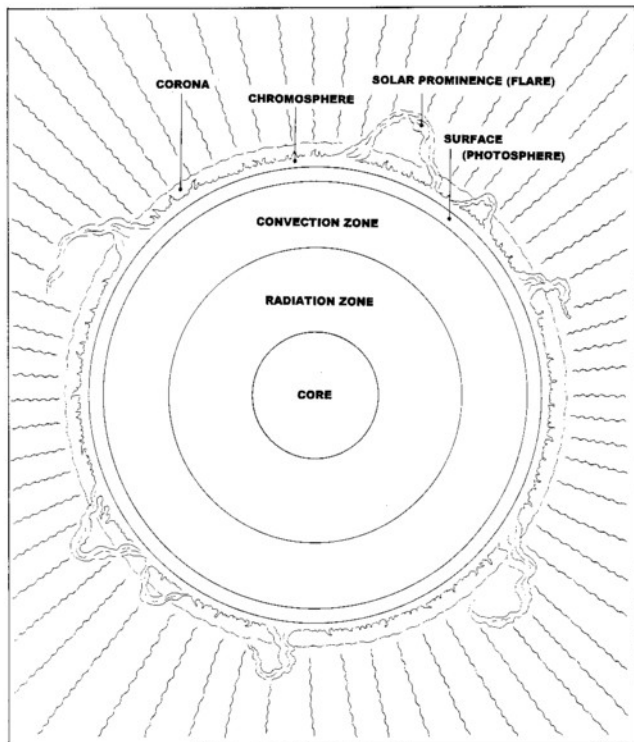 SOLAR PROMINENCE (FLARE)
CORONA
CHROMOSPHERE
SURFACE
(PHOTOSPHERE)
CONVECTION ZONE
RADIATION ZONE
CORE